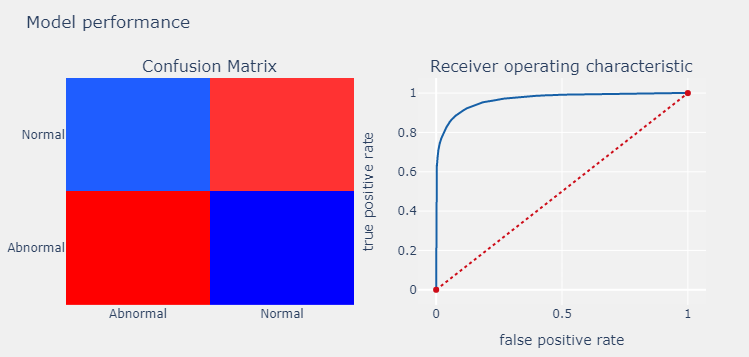 Model performance
Confusion Matrix
Normal
Abnormal
Abnormal
Normal
Receiver operating characteristic
true positive rate
1
0.8
0.6
0.4
0.2
0
0
0.5
1
false positive rate